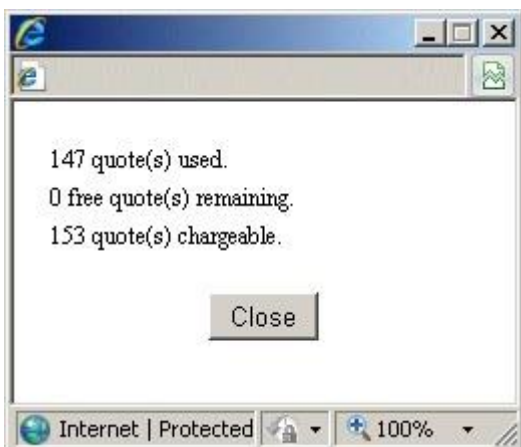 147 quote(s) used.
0 free quote(s) remaining.
153 quote(s) chargeable.
Close
Internet | Protected
100%